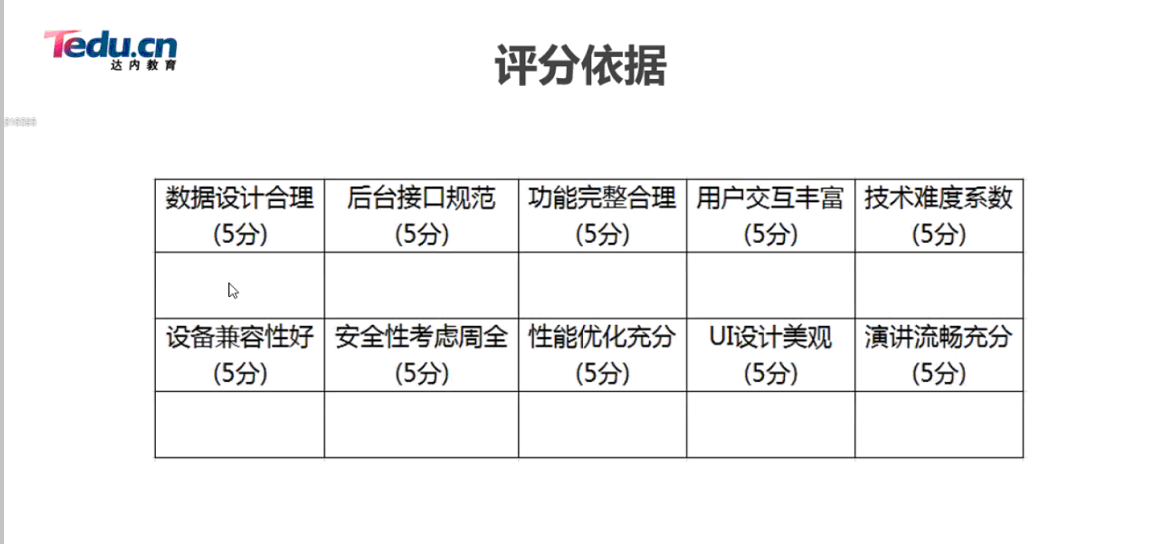 Tedu.cn
达内教育
评分依据
数据设计合理 后台接口规范 功能完整合理 用户交互丰富 技术难度系数
(5分) (5分) (5分) (5分) (5分)
设备兼容性好 安全性考虑周全 性能优化充分 UI设计美观 演讲流畅充分
(5分) (5分) (5分) (5分) (5分)